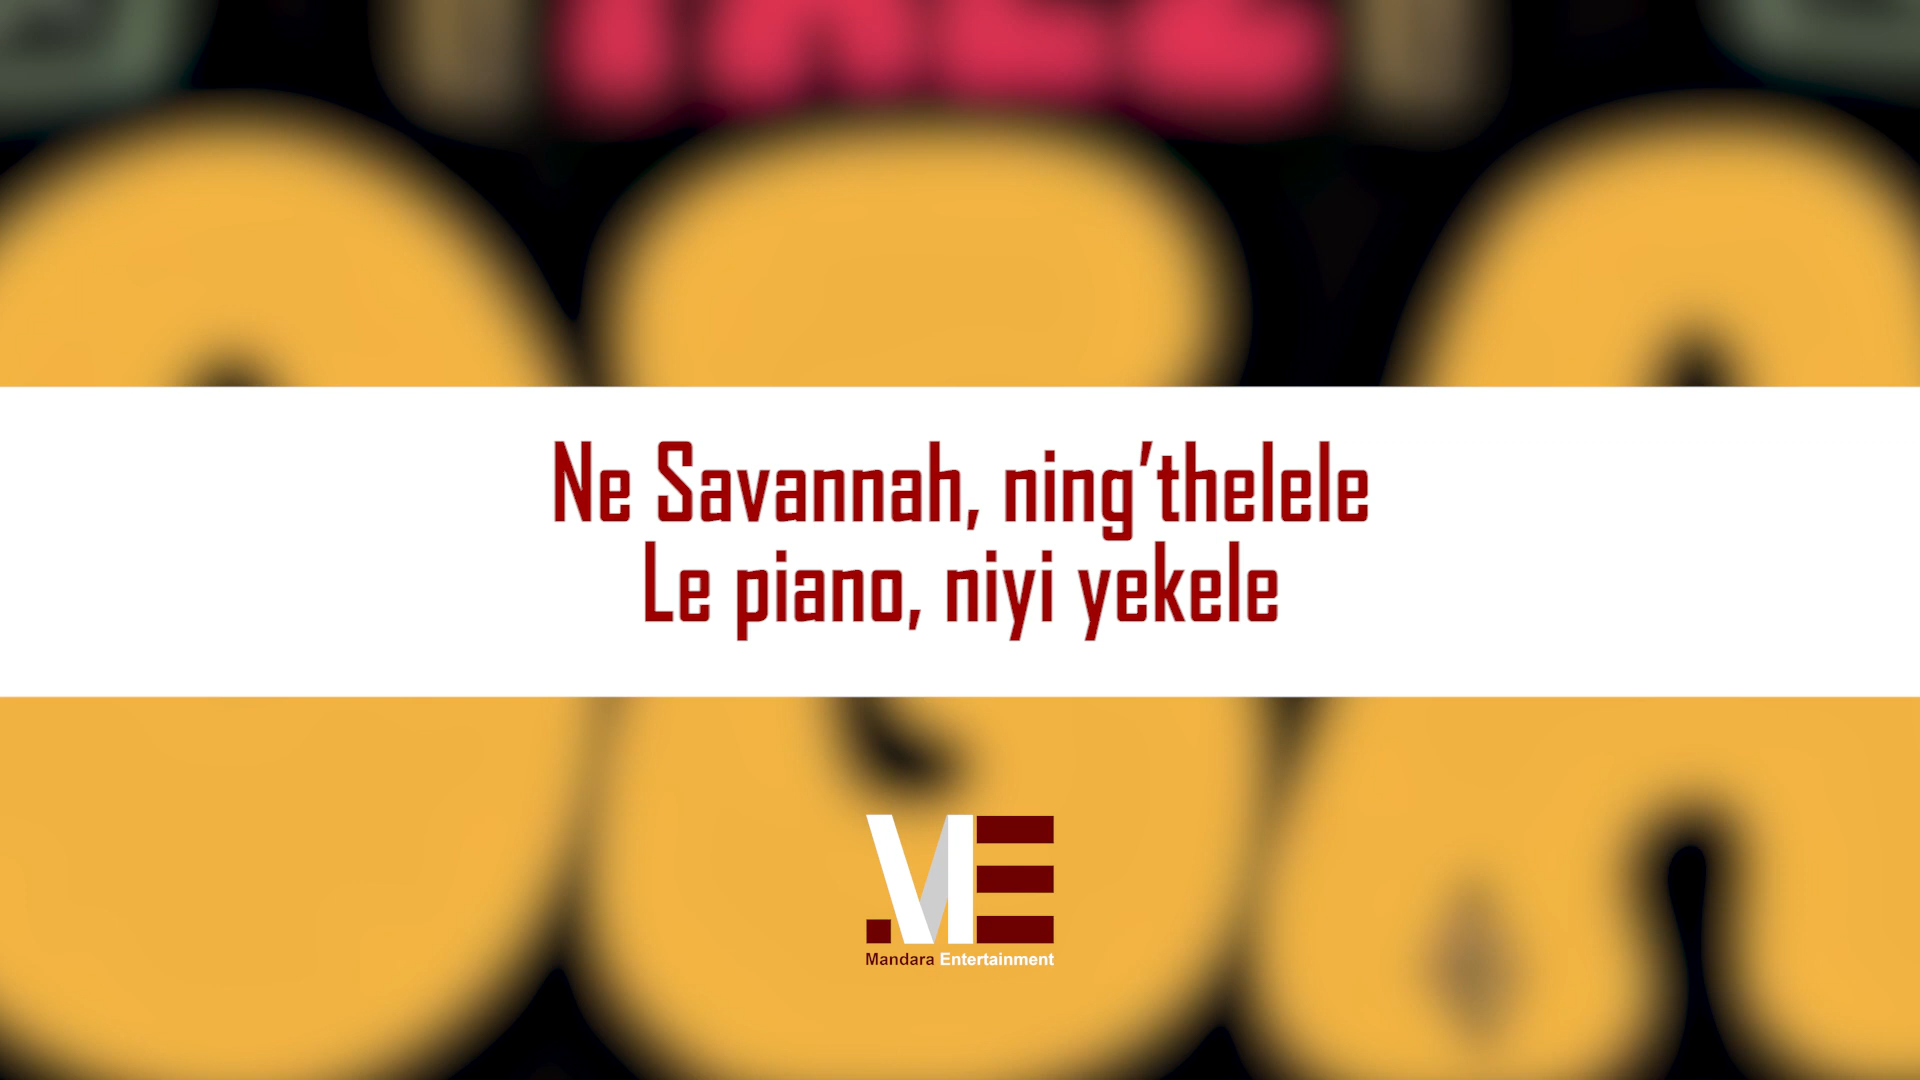 Ne Savannah, ning’thelele
Le piano, niyi yekele
Mandara Entertainment